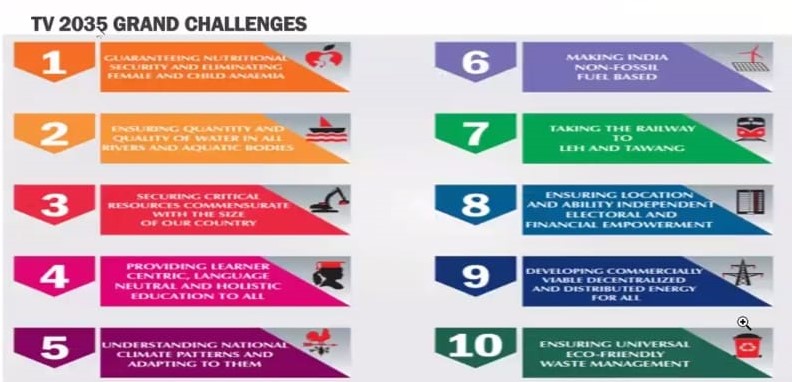 TV 2035 GRAND CHALLENGES
1
GUARANTEEING NUTRITIONAL
SECURITY AND ELIMINATING
FEMALE AND CHILD ANAEMIA
2
ENSURING QUANTITY AND
QUALITY OF WATER IN ALL
RIVERS AND AQUATIC BODIES
3
SECURING CRITICAL
RESOURCES COMMENSURATE
WITH THE SIZE
OF OUR COUNTRY
4
PROVIDING LEARNER
CENTRIC, LANGUAGE
NEUTRAL AND HOLISTIC
EDUCATION TO ALL
5
UNDERSTANDING NATIONAL
CLIMATE PATTERNS AND
ADAPTING TO THEM
6
MAKING INDIA
NON-FOSSIL
FUEL BASED
7
TAKING THE RAILWAY
TO
LEH AND TAWANG
8
ENSURING LOCATION
AND ABILITY INDEPENDENT
ELECTORAL AND
FINANCIAL EMPOWERMENT
9
DEVELOPING COMMERCIALLY
VIABLE DECENTRALIZED
AND DISTRIBUTED ENERGY
FOR ALL
10
ENSURING UNIVERSAL
ECO-FRIENDLY
WASTE MANAGEMENT